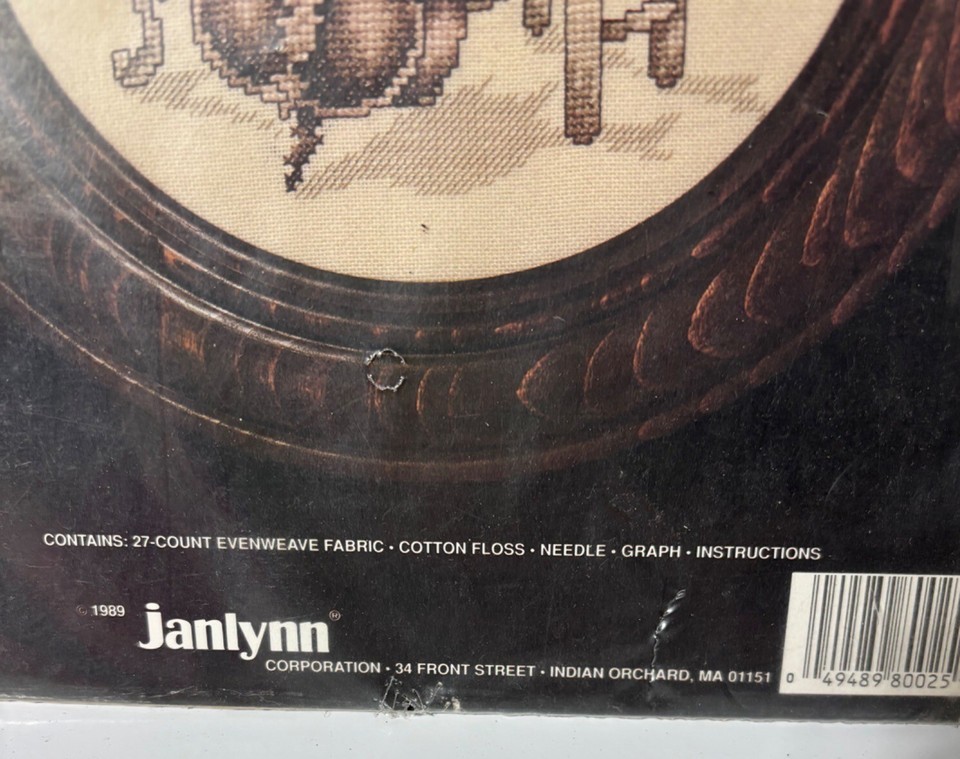 CONTAINS: 27-COUNT EVENWEAVE FABRIC • COTTON FLOSS • NEEDLE • GRAPH • INSTRUCTIONS
© 1989
janlynn®
CORPORATION • 34 FRONT STREET • INDIAN ORCHARD, MA 01151
0 49489 80025